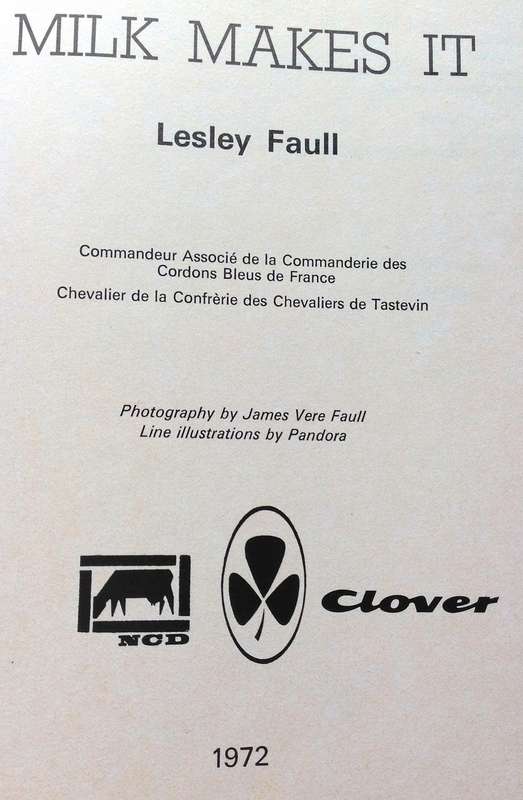 MILK MAKES IT
Lesley Faull
Commandeur Associé de la Commanderie des
Cordons Bleus de France
Chevalier de la Confrèrie des Chevaliers de Tastevin
Photography by James Vere Faull
Line illustrations by Pandora
NCD
Clover
1972